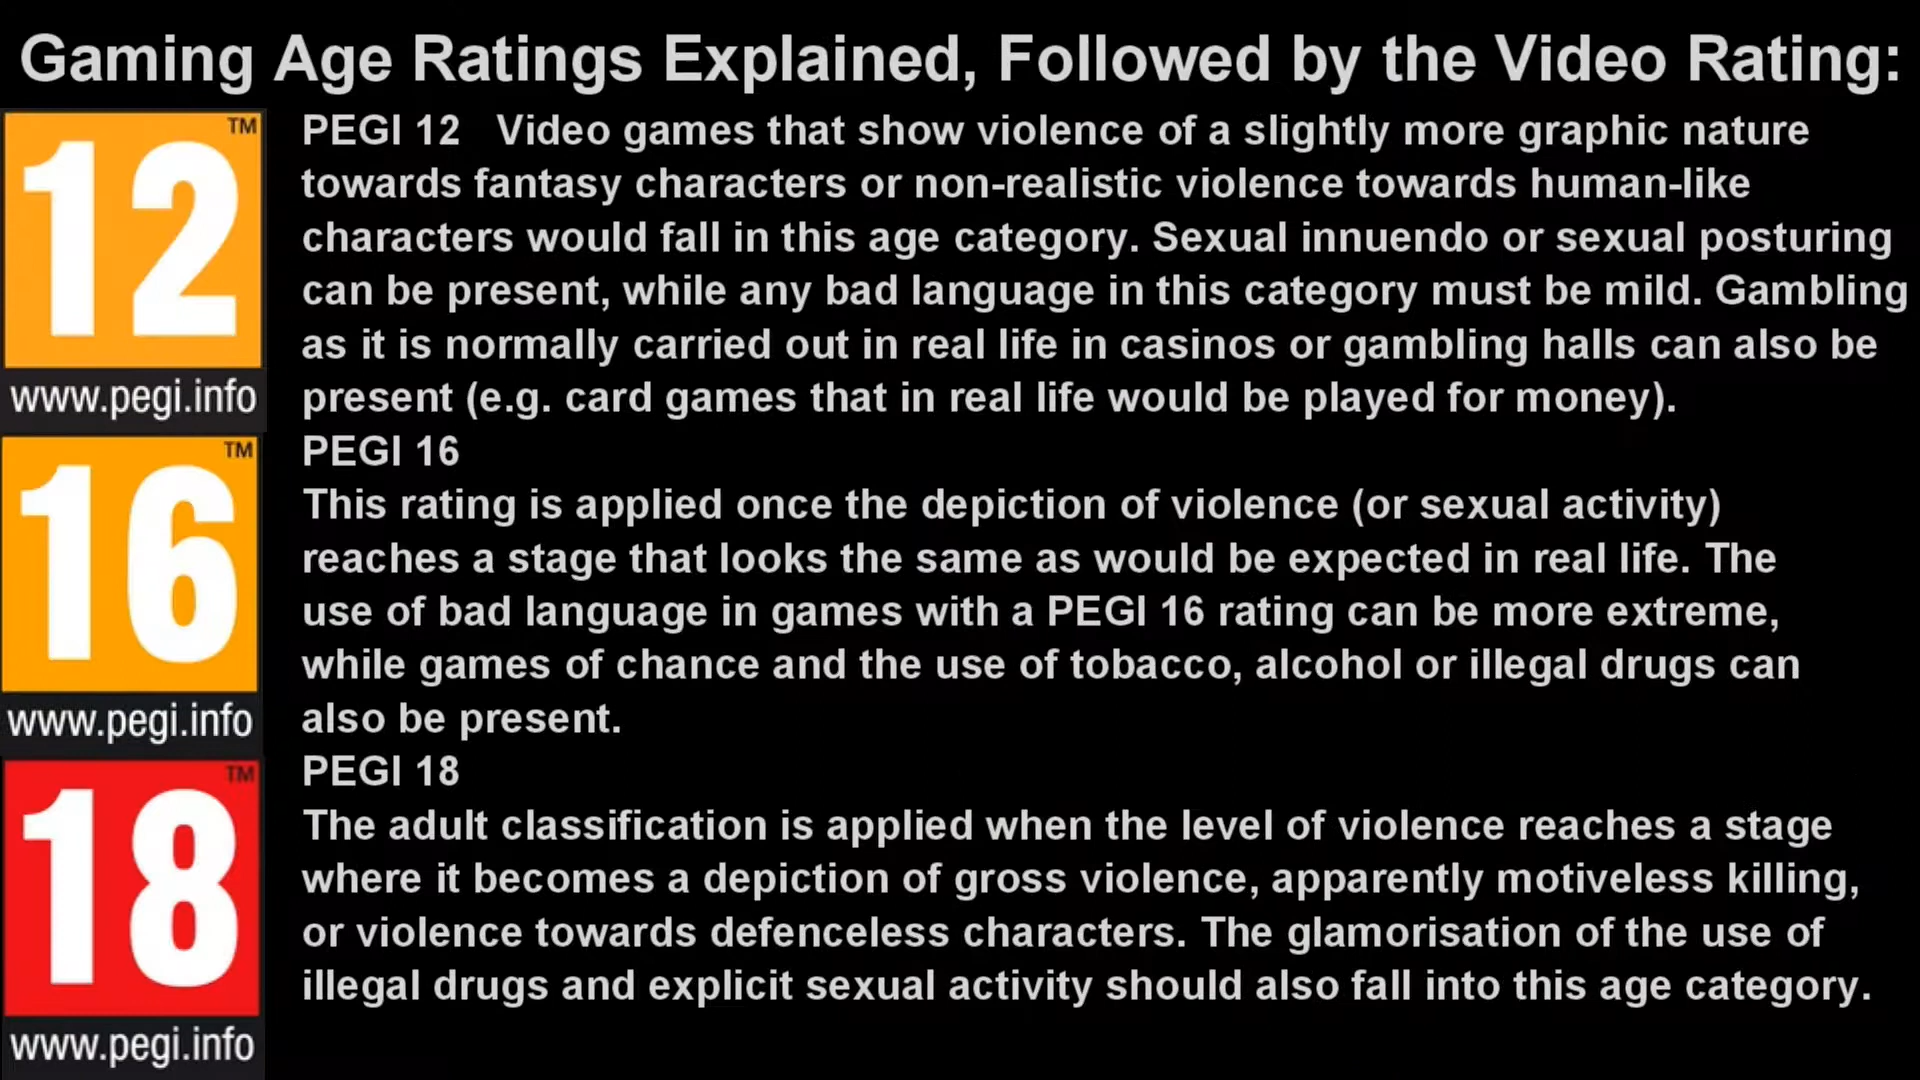 Gaming Age Ratings Explained, Followed by the Video Rating:
12
TM
www.pegi.info
PEGI 12 Video games that show violence of a slightly more graphic nature
towards fantasy characters or non-realistic violence towards human-like
characters would fall in this age category. Sexual innuendo or sexual posturing
can be present, while any bad language in this category must be mild. Gambling
as it is normally carried out in real life in casinos or gambling halls can also be
present (e.g. card games that in real life would be played for money).
16
TM
www.pegi.info
PEGI 16
This rating is applied once the depiction of violence (or sexual activity)
reaches a stage that looks the same as would be expected in real life. The
use of bad language in games with a PEGI 16 rating can be more extreme,
while games of chance and the use of tobacco, alcohol or illegal drugs can
also be present.
18
TM
www.pegi.info
PEGI 18
The adult classification is applied when the level of violence reaches a stage
where it becomes a depiction of gross violence, apparently motiveless killing,
or violence towards defenceless characters. The glamorisation of the use of
illegal drugs and explicit sexual activity should also fall into this age category.